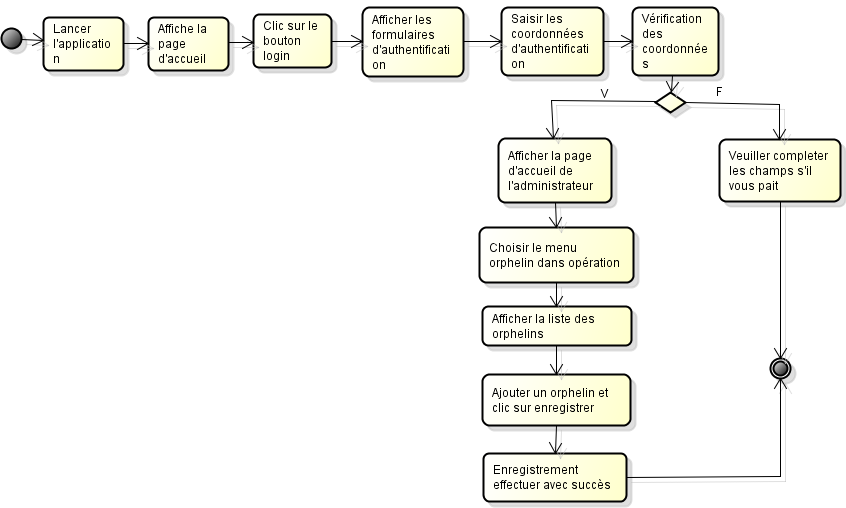 Lancer
l'applicatio
n
Affiche la
page
d'accueil
Clic sur le
bouton
login
Afficher les
formulaires
d'authentificati
on
Saisir les
coordonnées
d'authentificati
on
Vérification
des
coordonnée
s
V
F
Afficher la page
d'accueil de
l'administrateur
Veuiller completer
les champs s'il
vous pait
Choisir le menu
orphelin dans opération
Afficher la liste des
orphelins
Ajouter un orphelin et
clic sur enregistrer
Enregistrement
effectuer avec succès